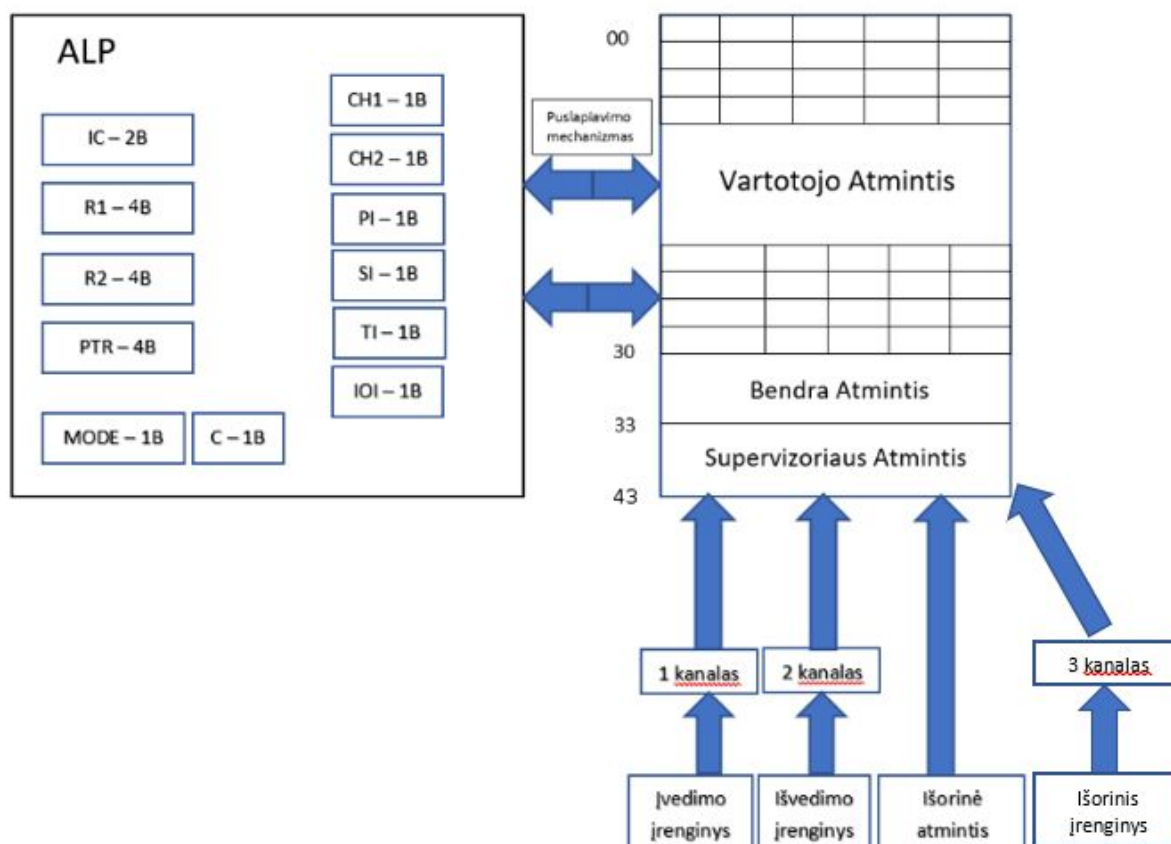 ALP
IC – 2B
R1 – 4B
R2 – 4B
PTR – 4B
MODE – 1B
C – 1B
CH1 – 1B
CH2 – 1B
PI – 1B
SI – 1B
TI – 1B
IOI – 1B
Puslapiavimo
mechanizmas
00
Vartotojo Atmintis
30
Bendra Atmintis
33
Supervizoriaus Atmintis
43
1 kanalas
2 kanalas
3 kanalas
Įvedimo
įrenginys
Išvedimo
įrenginys
Išorinė
atmintis
Išorinis
įrenginys